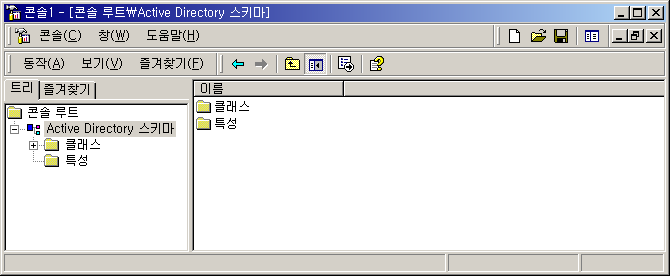 콘솔1 - [콘솔 루트￦Active Directory 스키마]
콘솔(C) 창(W) 도움말(H)
동작(A) 보기(V) 즐겨찾기(F)
트리 즐겨찾기
콘솔 루트
Active Directory 스키마
클래스
특성
이름
클래스
특성